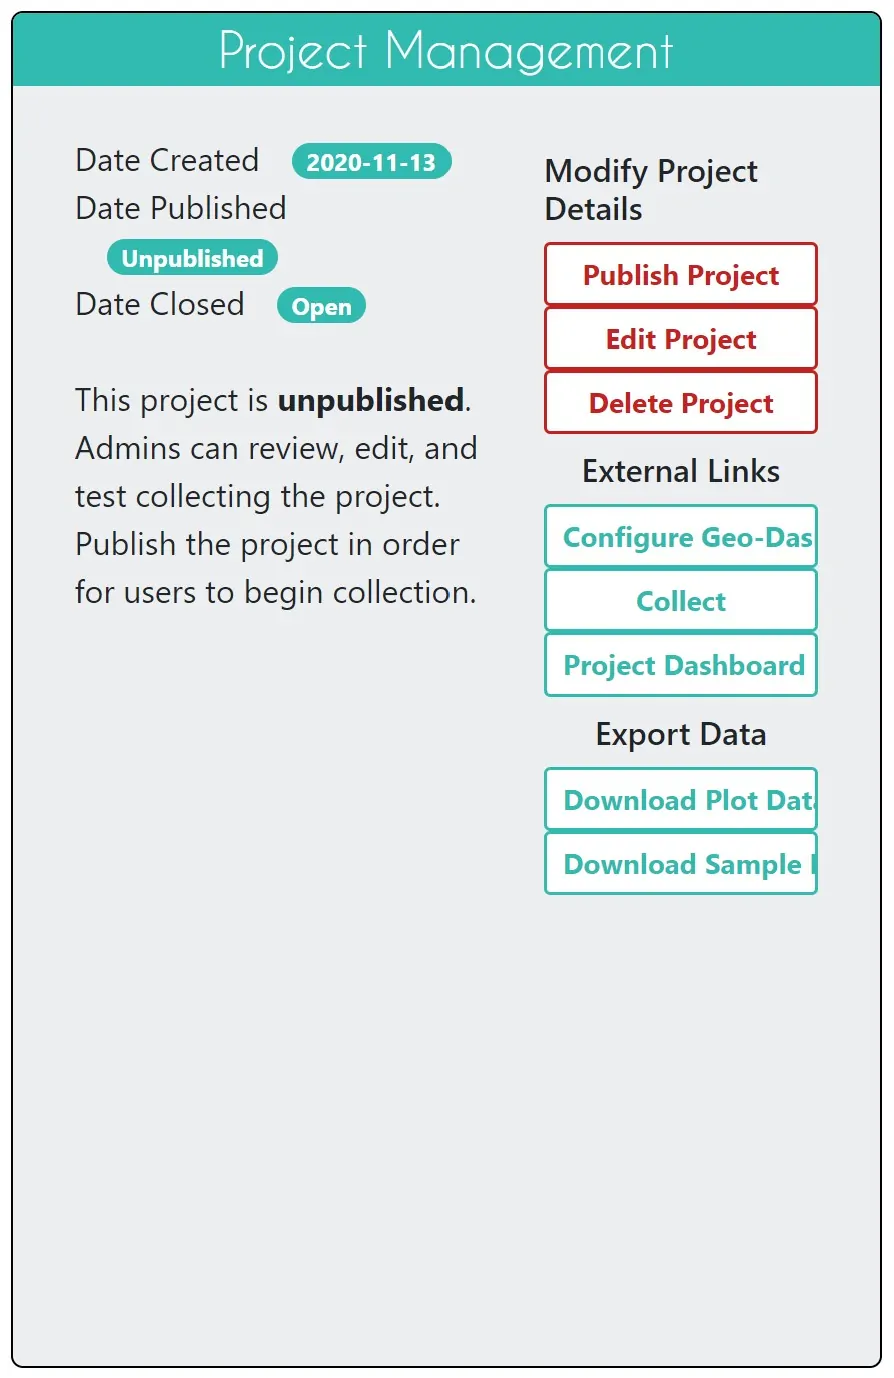 Project Management
Date Created 2020-11-13
Date Published
Unpublished
Date Closed Open
This project is unpublished.
Admins can review, edit, and
test collecting the project.
Publish the project in order
for users to begin collection.
Modify Project
Details
Publish Project
Edit Project
Delete Project
External Links
Configure Geo-Das
Collect
Project Dashboard
Export Data
Download Plot Data
Download Sample